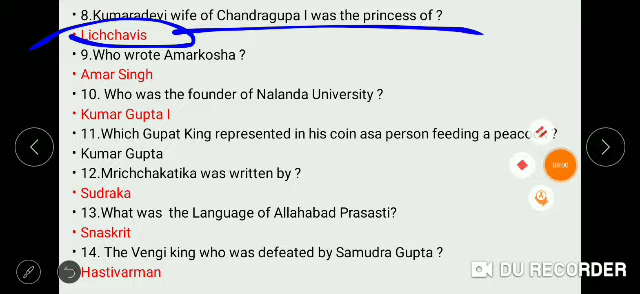 • 8.Kumaradevi wife of Chandragupa I was the princess of ?
• Lichchavis
• 9.Who wrote Amarkosha ?
• Amar Singh
• 10. Who was the founder of Nalanda University ?
• Kumar Gupta I
• 11.Which Gupat King represented in his coin asa person feeding a peacock ?
• Kumar Gupta
• 12.Mrichchakatika was written by ?
• Sudraka
• 13.What was the Language of Allahabad Prasasti?
• Snaskrit
• 14. The Vengi king who was defeated by Samudra Gupta ?
• Hastivarman
DU RECORDER